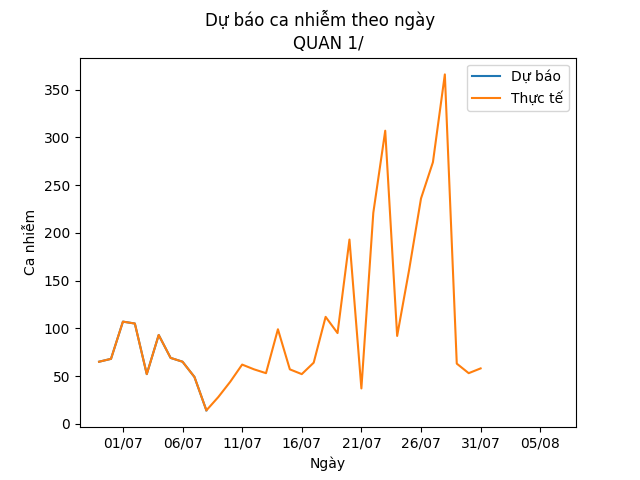 Dự báo ca nhiễm theo ngày
QUAN 1/
Dự báo
Thực tế
Ca nhiễm
350
300
250
200
150
100
50
0
01/07 06/07 11/07 16/07 21/07 26/07 31/07 05/08
Ngày